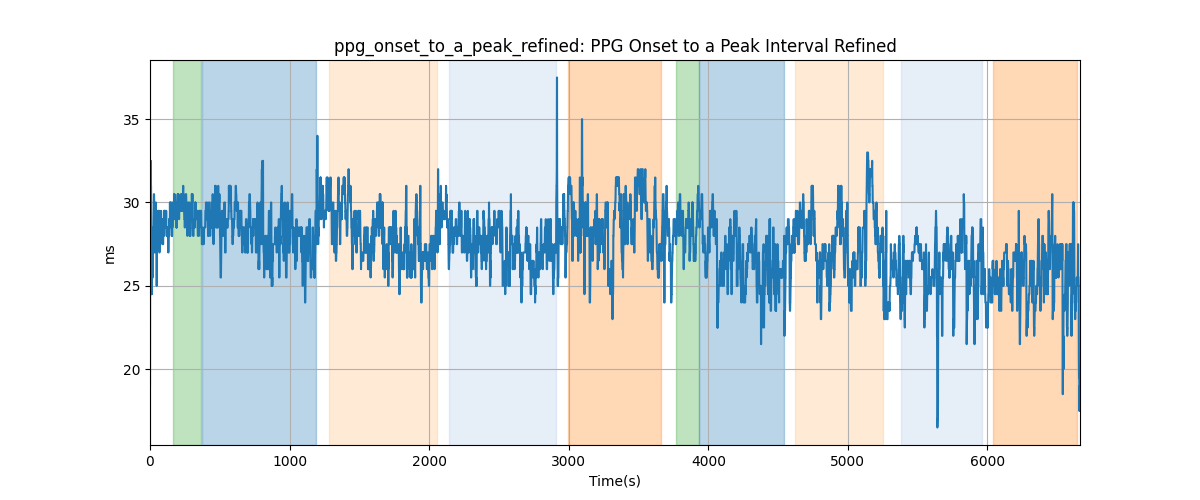 ppg_onset_to_a_peak_refined: PPG Onset to a Peak Interval Refined
35
30
25
20
ms
0 1000 2000 3000 4000 5000 6000
Time(s)